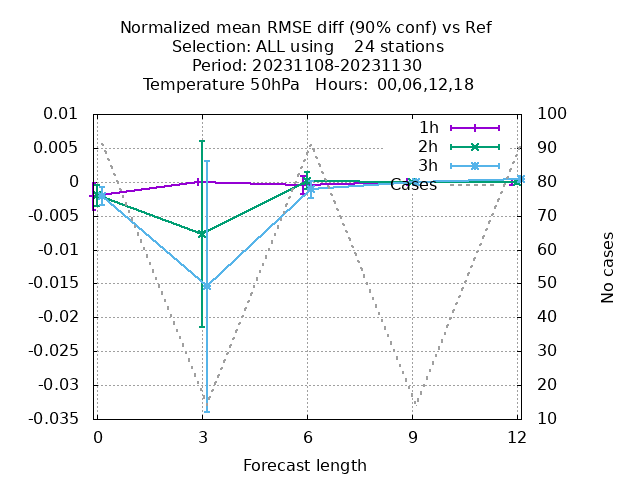 Normalized mean RMSE diff (90% conf) vs Ref
Selection: ALL using    24 stations
Period: 20231108-20231130
Temperature 50hPa   Hours:  00,06,12,18
0.01
0.005
0
-0.005
-0.01
-0.015
-0.02
-0.025
-0.03
-0.035
1h
2h
3h
Cases
100
90
80
70
60
50
40
30
20
10
No cases
0 3 6 9 12
Forecast length